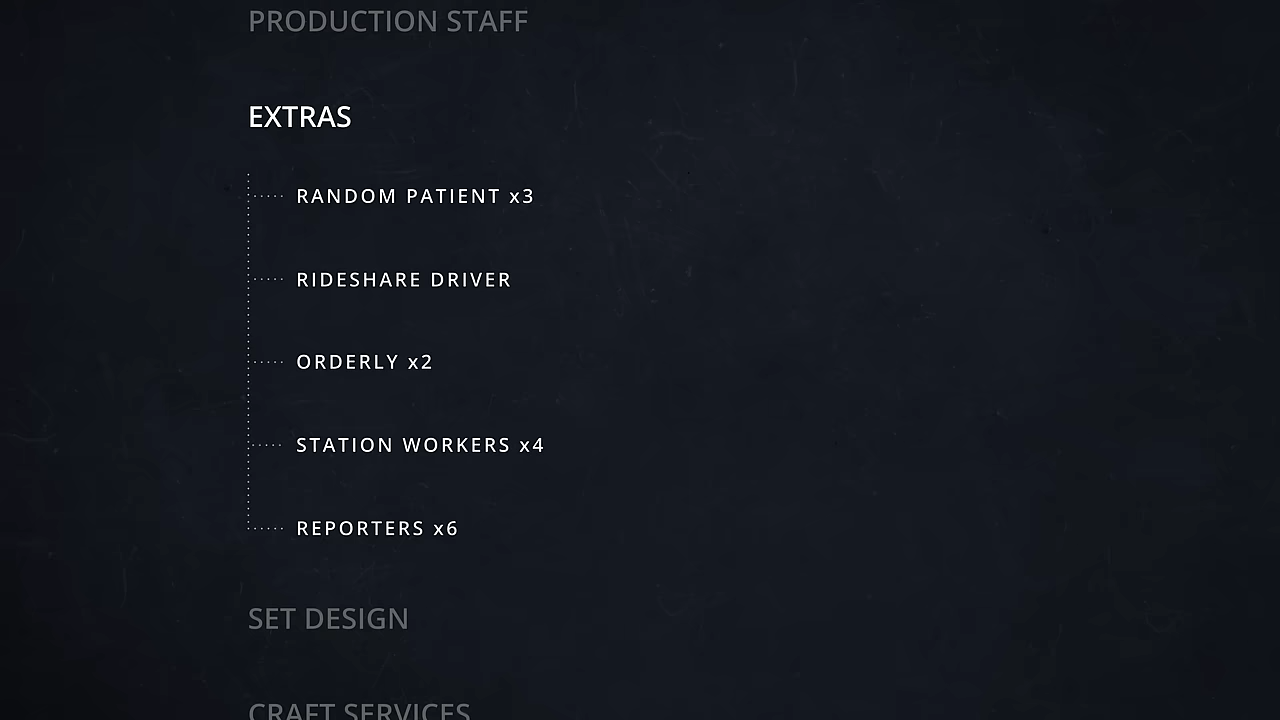 PRODUCTION STAFF
EXTRAS
RANDOM PATIENT x3
RIDESHARE DRIVER
ORDERLY x2
STATION WORKERS x4
REPORTERS x6
SET DESIGN
CRAFT SERVICES